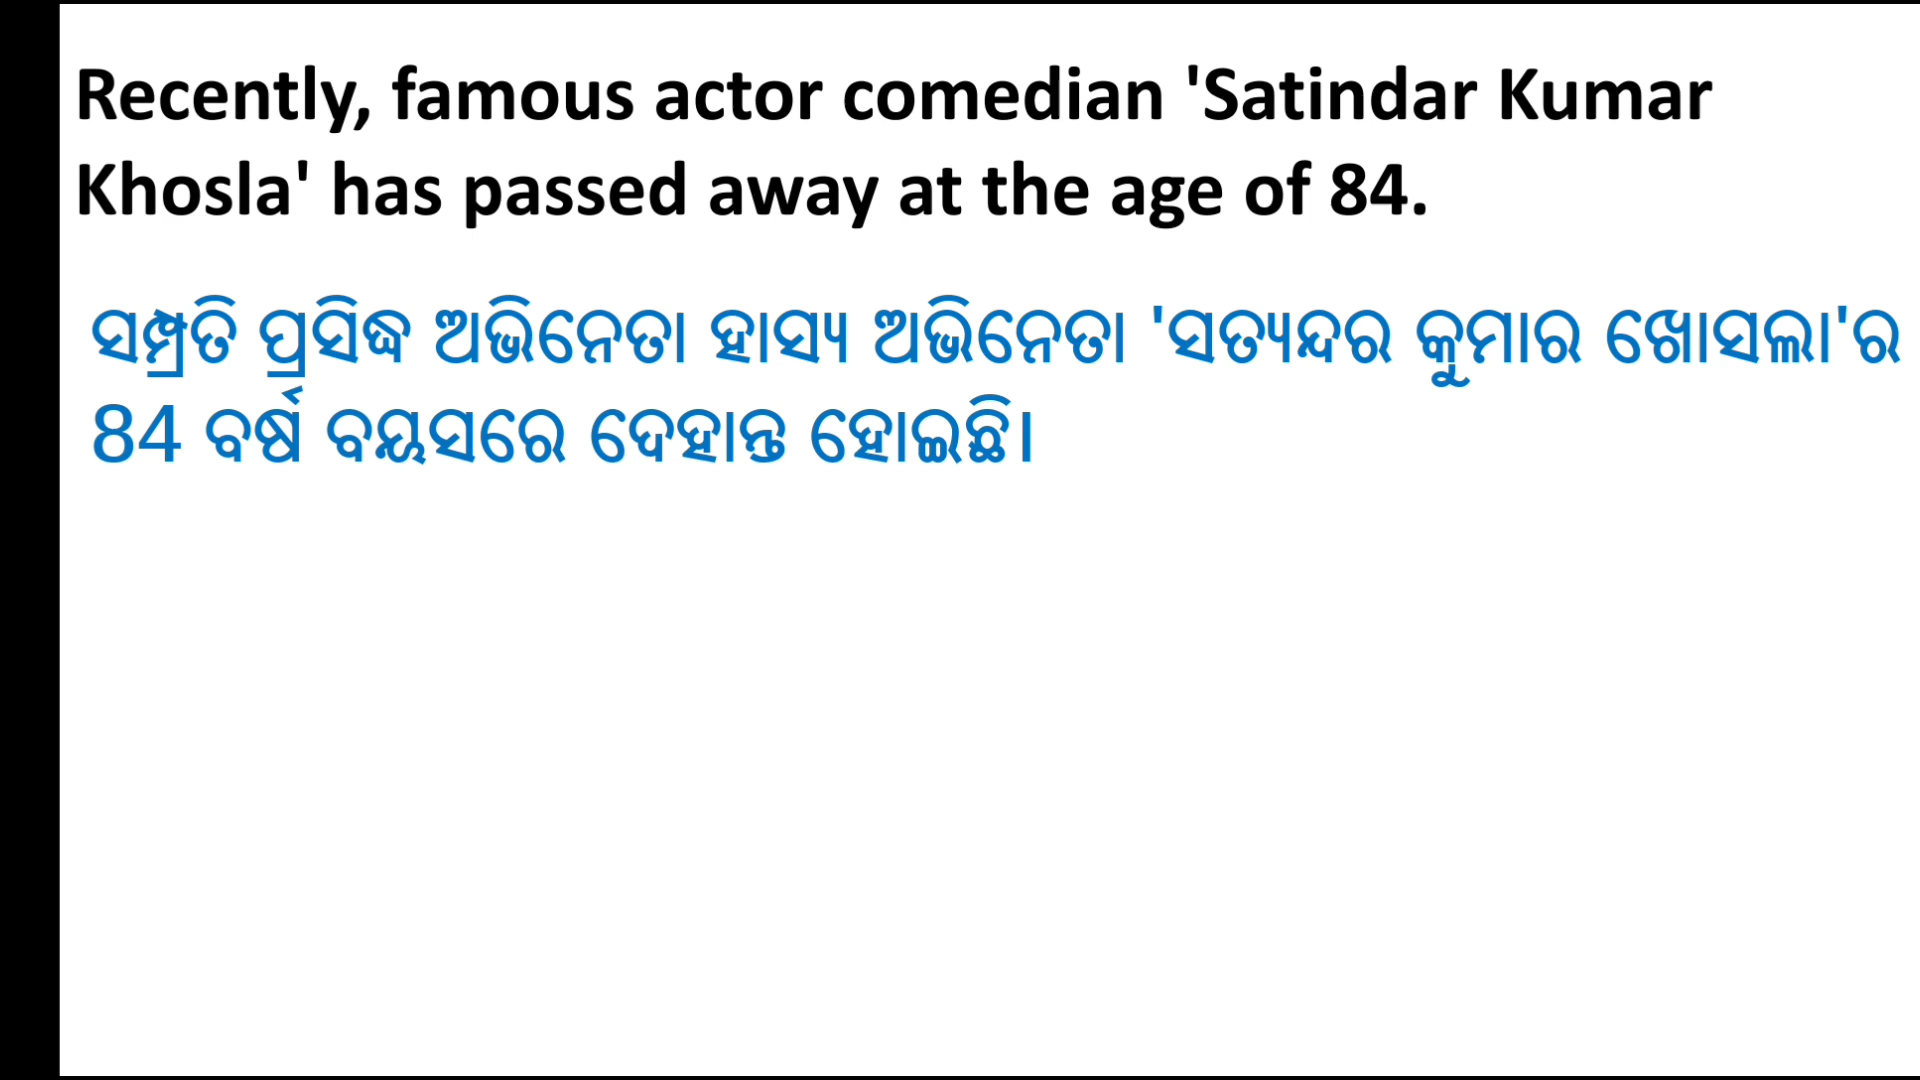 Recently, famous actor comedian 'Satindar Kumar
Khosla' has passed away at the age of 84.
ସମ୍ପ୍ରତି ପ୍ରସିଦ୍ଧ ଅଭିନେତା ହାସ୍ୟ ଅଭିନେତା 'ସତ୍ୟନ୍ଦର କୁମାର ଖୋସଲା'ର
84 ବର୍ଷ ବୟସରେ ଦେହାନ୍ତ ହୋଇଛି।